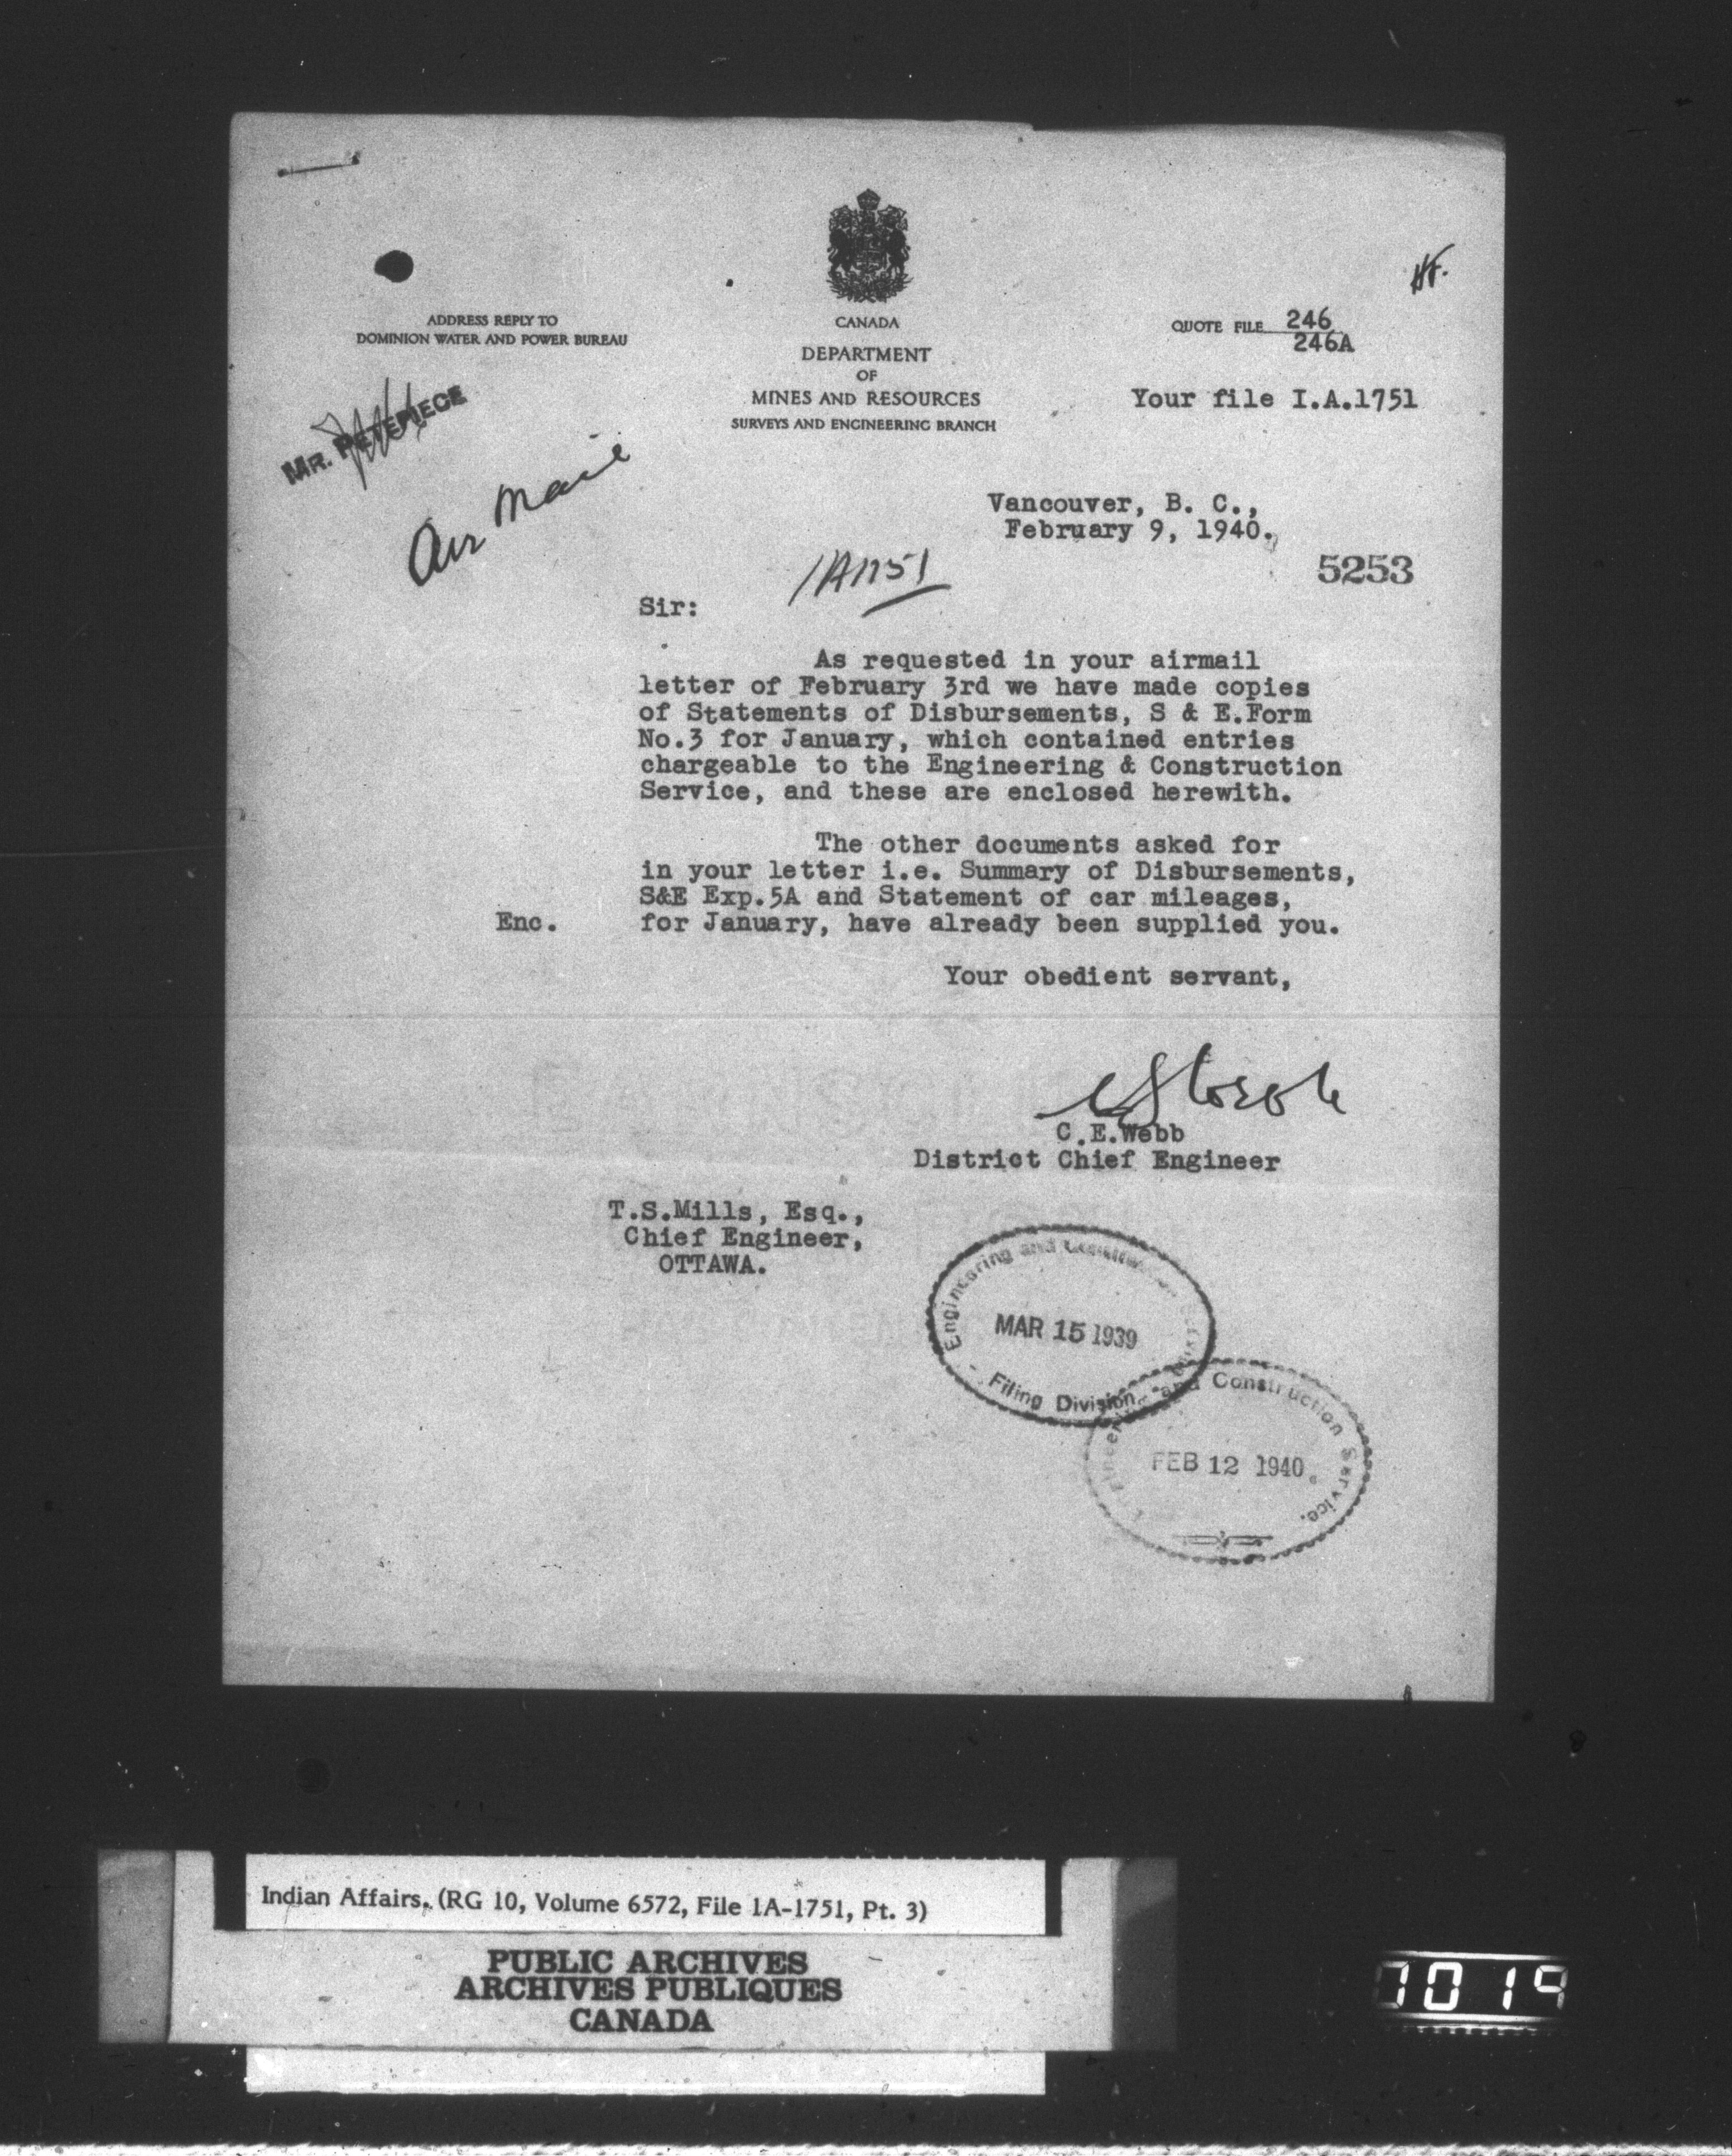 HF.
ADDRESS REPLY TO
DOMINION WATER AND POWER BUREAU
CANADA
DEPARTMENT
OF
MINES AND RESOURCES
SURVEYS AND ENGINEERING BRANCH
QUOTE FILE 246
246A
Your file I.A.1751
MR. PETEPIECE
Air Mail
Vancouver, B. C.,
February 9, 1940.
5253
IA1751
Sir:
As requested in your airmail
letter of February 3rd we have made copies
of Statements of Disbursements, S & E.Form
No.3 for January, which contained entries
chargeable to the Engineering & Construction
Service, and these are enclosed herewith.
The other documents asked for
in your letter i.e. Summary of Disbursements,
S&E Exp.5A and Statement of car mileages,
Enc. for January, have already been supplied you.
Your obedient servant,
C.E.Webb
District Chief Engineer
T.S.Mills, Esq.,
Chief Engineer,
OTTAWA.
Engineering and
MAR 15 1939
Filing Division
and Construction Service.
FEB 12 1940
Indian Affairs. (RG 10, Volume 6572, File 1A-1751, Pt. 3)
PUBLIC ARCHIVES
ARCHIVES PUBLIQUES
CANADA
1019